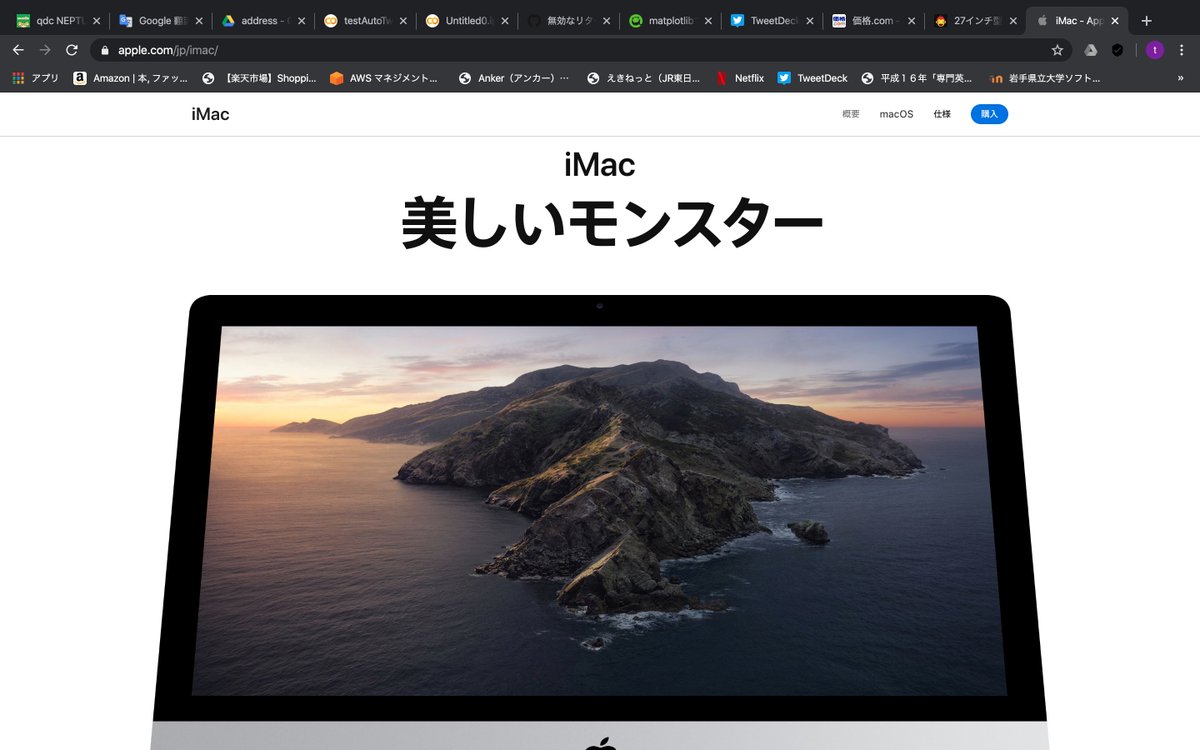 qdc NEPTU
Google 翻訳
address - G
testAutoTw
Untitled0.i
無効なリタ
matplotlib
TweetDeck
価格.com -
27インチ型
iMac - App
apple.com/jp/imac/
t
アプリ
Amazon | 本, ファッ...
【楽天市場】Shoppi...
AWS マネジメント...
Anker（アンカー）…
えきねっと（JR東日...
Netflix
TweetDeck
平成１６年「専門英...
岩手県立大学ソフト...
»
iMac
概要
macOS
仕様
購入
iMac
美しいモンスター